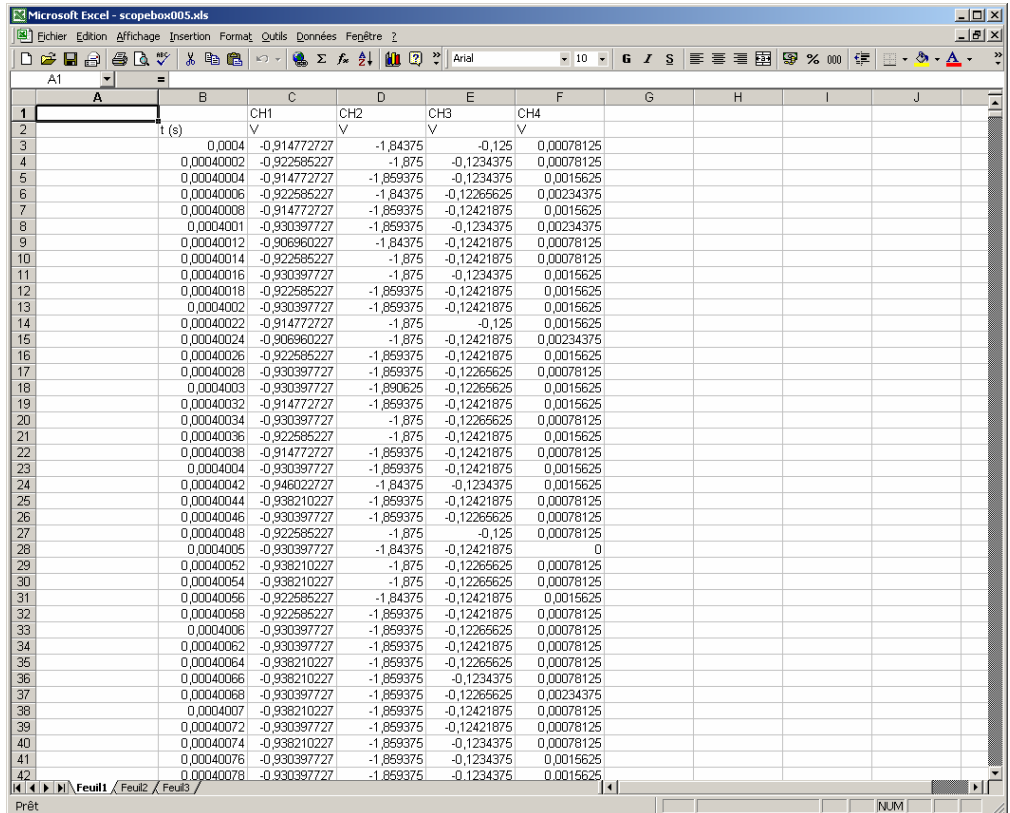 Microsoft Excel - scopebox005.xls
Fichier Edition Affichage Insertion Format Outils Données Fenêtre ?
Arial 10 G I S % 000
A1 =
A B C D E F G H I J
1 CH1 CH2 CH3 CH4
2 t (s) V V V V
3 0,0004 -0,914772727 -1,84375 -0,125 0,00078125
4 0,00040002 -0,922585227 -1,875 -0,1234375 0,00078125
5 0,00040004 -0,914772727 -1,859375 -0,1234375 0,0015625
6 0,00040006 -0,922585227 -1,84375 -0,12265625 0,00234375
7 0,00040008 -0,914772727 -1,859375 -0,12421875 0,0015625
8 0,0004001 -0,930397727 -1,859375 -0,1234375 0,00234375
9 0,00040012 -0,906960227 -1,84375 -0,12421875 0,00078125
10 0,00040014 -0,922585227 -1,875 -0,12421875 0,00078125
11 0,00040016 -0,930397727 -1,875 -0,1234375 0,0015625
12 0,00040018 -0,922585227 -1,859375 -0,12421875 0,0015625
13 0,0004002 -0,930397727 -1,859375 -0,12421875 0,0015625
14 0,00040022 -0,914772727 -1,875 -0,125 0,0015625
15 0,00040024 -0,906960227 -1,875 -0,12421875 0,00234375
16 0,00040026 -0,922585227 -1,859375 -0,12421875 0,0015625
17 0,00040028 -0,930397727 -1,859375 -0,12265625 0,00078125
18 0,0004003 -0,930397727 -1,890625 -0,12265625 0,0015625
19 0,00040032 -0,914772727 -1,859375 -0,12421875 0,0015625
20 0,00040034 -0,930397727 -1,875 -0,12265625 0,00078125
21 0,00040036 -0,922585227 -1,875 -0,12421875 0,0015625
22 0,00040038 -0,914772727 -1,859375 -0,12421875 0,00078125
23 0,0004004 -0,930397727 -1,859375 -0,12421875 0,0015625
24 0,00040042 -0,946022727 -1,84375 -0,1234375 0,0015625
25 0,00040044 -0,938210227 -1,859375 -0,12421875 0,00078125
26 0,00040046 -0,930397727 -1,859375 -0,12265625 0,00078125
27 0,00040048 -0,922585227 -1,875 -0,125 0,00078125
28 0,0004005 -0,930397727 -1,84375 -0,12421875 0
29 0,00040052 -0,938210227 -1,875 -0,12265625 0,00078125
30 0,00040054 -0,938210227 -1,875 -0,12265625 0,00078125
31 0,00040056 -0,922585227 -1,84375 -0,12421875 0,0015625
32 0,00040058 -0,922585227 -1,859375 -0,12421875 0,00078125
33 0,0004006 -0,930397727 -1,859375 -0,12265625 0,00078125
34 0,00040062 -0,930397727 -1,859375 -0,12421875 0,00078125
35 0,00040064 -0,938210227 -1,859375 -0,12265625 0,00078125
36 0,00040066 -0,938210227 -1,859375 -0,1234375 0,00078125
37 0,00040068 -0,930397727 -1,859375 -0,12265625 0,00234375
38 0,0004007 -0,938210227 -1,859375 -0,12421875 0,00078125
39 0,00040072 -0,930397727 -1,859375 -0,12421875 0,00078125
40 0,00040074 -0,938210227 -1,859375 -0,1234375 0,00078125
41 0,00040076 -0,930397727 -1,859375 -0,1234375 0,0015625
42 0,00040078 -0,930397727 -1,859375 -0,1234375 0,0015625
Feuil1 Feuil2 Feuil3
Prêt NUM